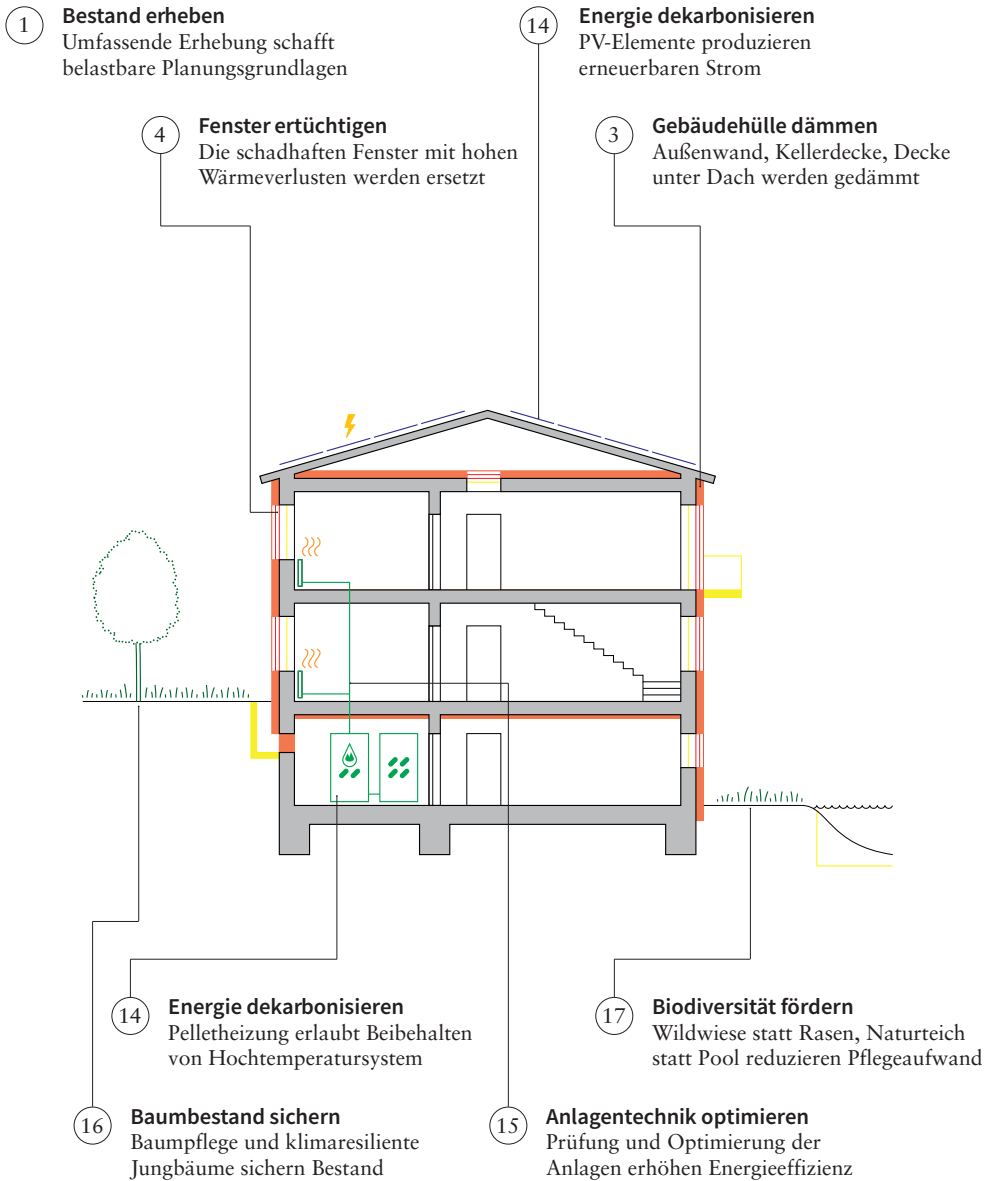 1
Bestand erheben
Umfassende Erhebung schafft
belastbare Planungsgrundlagen
14
Energie dekarbonisieren
PV-Elemente produzieren
erneuerbaren Strom
4
Fenster ertüchtigen
Die schadhaften Fenster mit hohen
Wärmeverlusten werden ersetzt
3
Gebäudehülle dämmen
Außenwand, Kellerdecke, Decke
unter Dach werden gedämmt
14
Energie dekarbonisieren
Pelletheizung erlaubt Beibehalten
von Hochtemperatursystem
17
Biodiversität fördern
Wildwiese statt Rasen, Naturteich
statt Pool reduzieren Pflegeaufwand
16
Baumbestand sichern
Baumpflege und klimaresiliente
Jungbäume sichern Bestand
15
Anlagentechnik optimieren
Prüfung und Optimierung der
Anlagen erhöhen Energieeffizienz